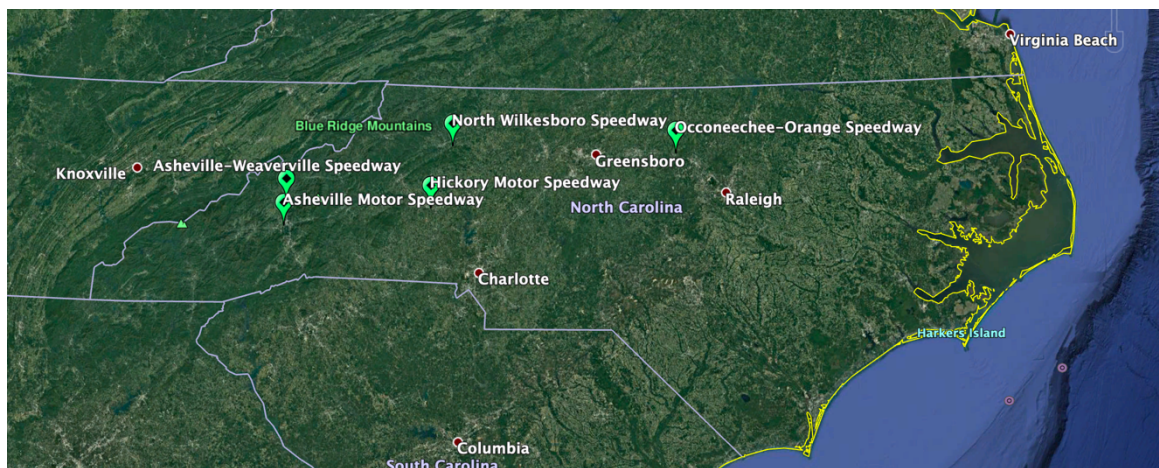 Virginia Beach
North Wilkesboro Speedway
Blue Ridge Mountains
Occoneechee-Orange Speedway
Greensboro
Asheville-Weaverville Speedway
Knoxville
Hickory Motor Speedway
Asheville Motor Speedway
North Carolina
Raleigh
Charlotte
Harkers Island
Columbia
South Carolina